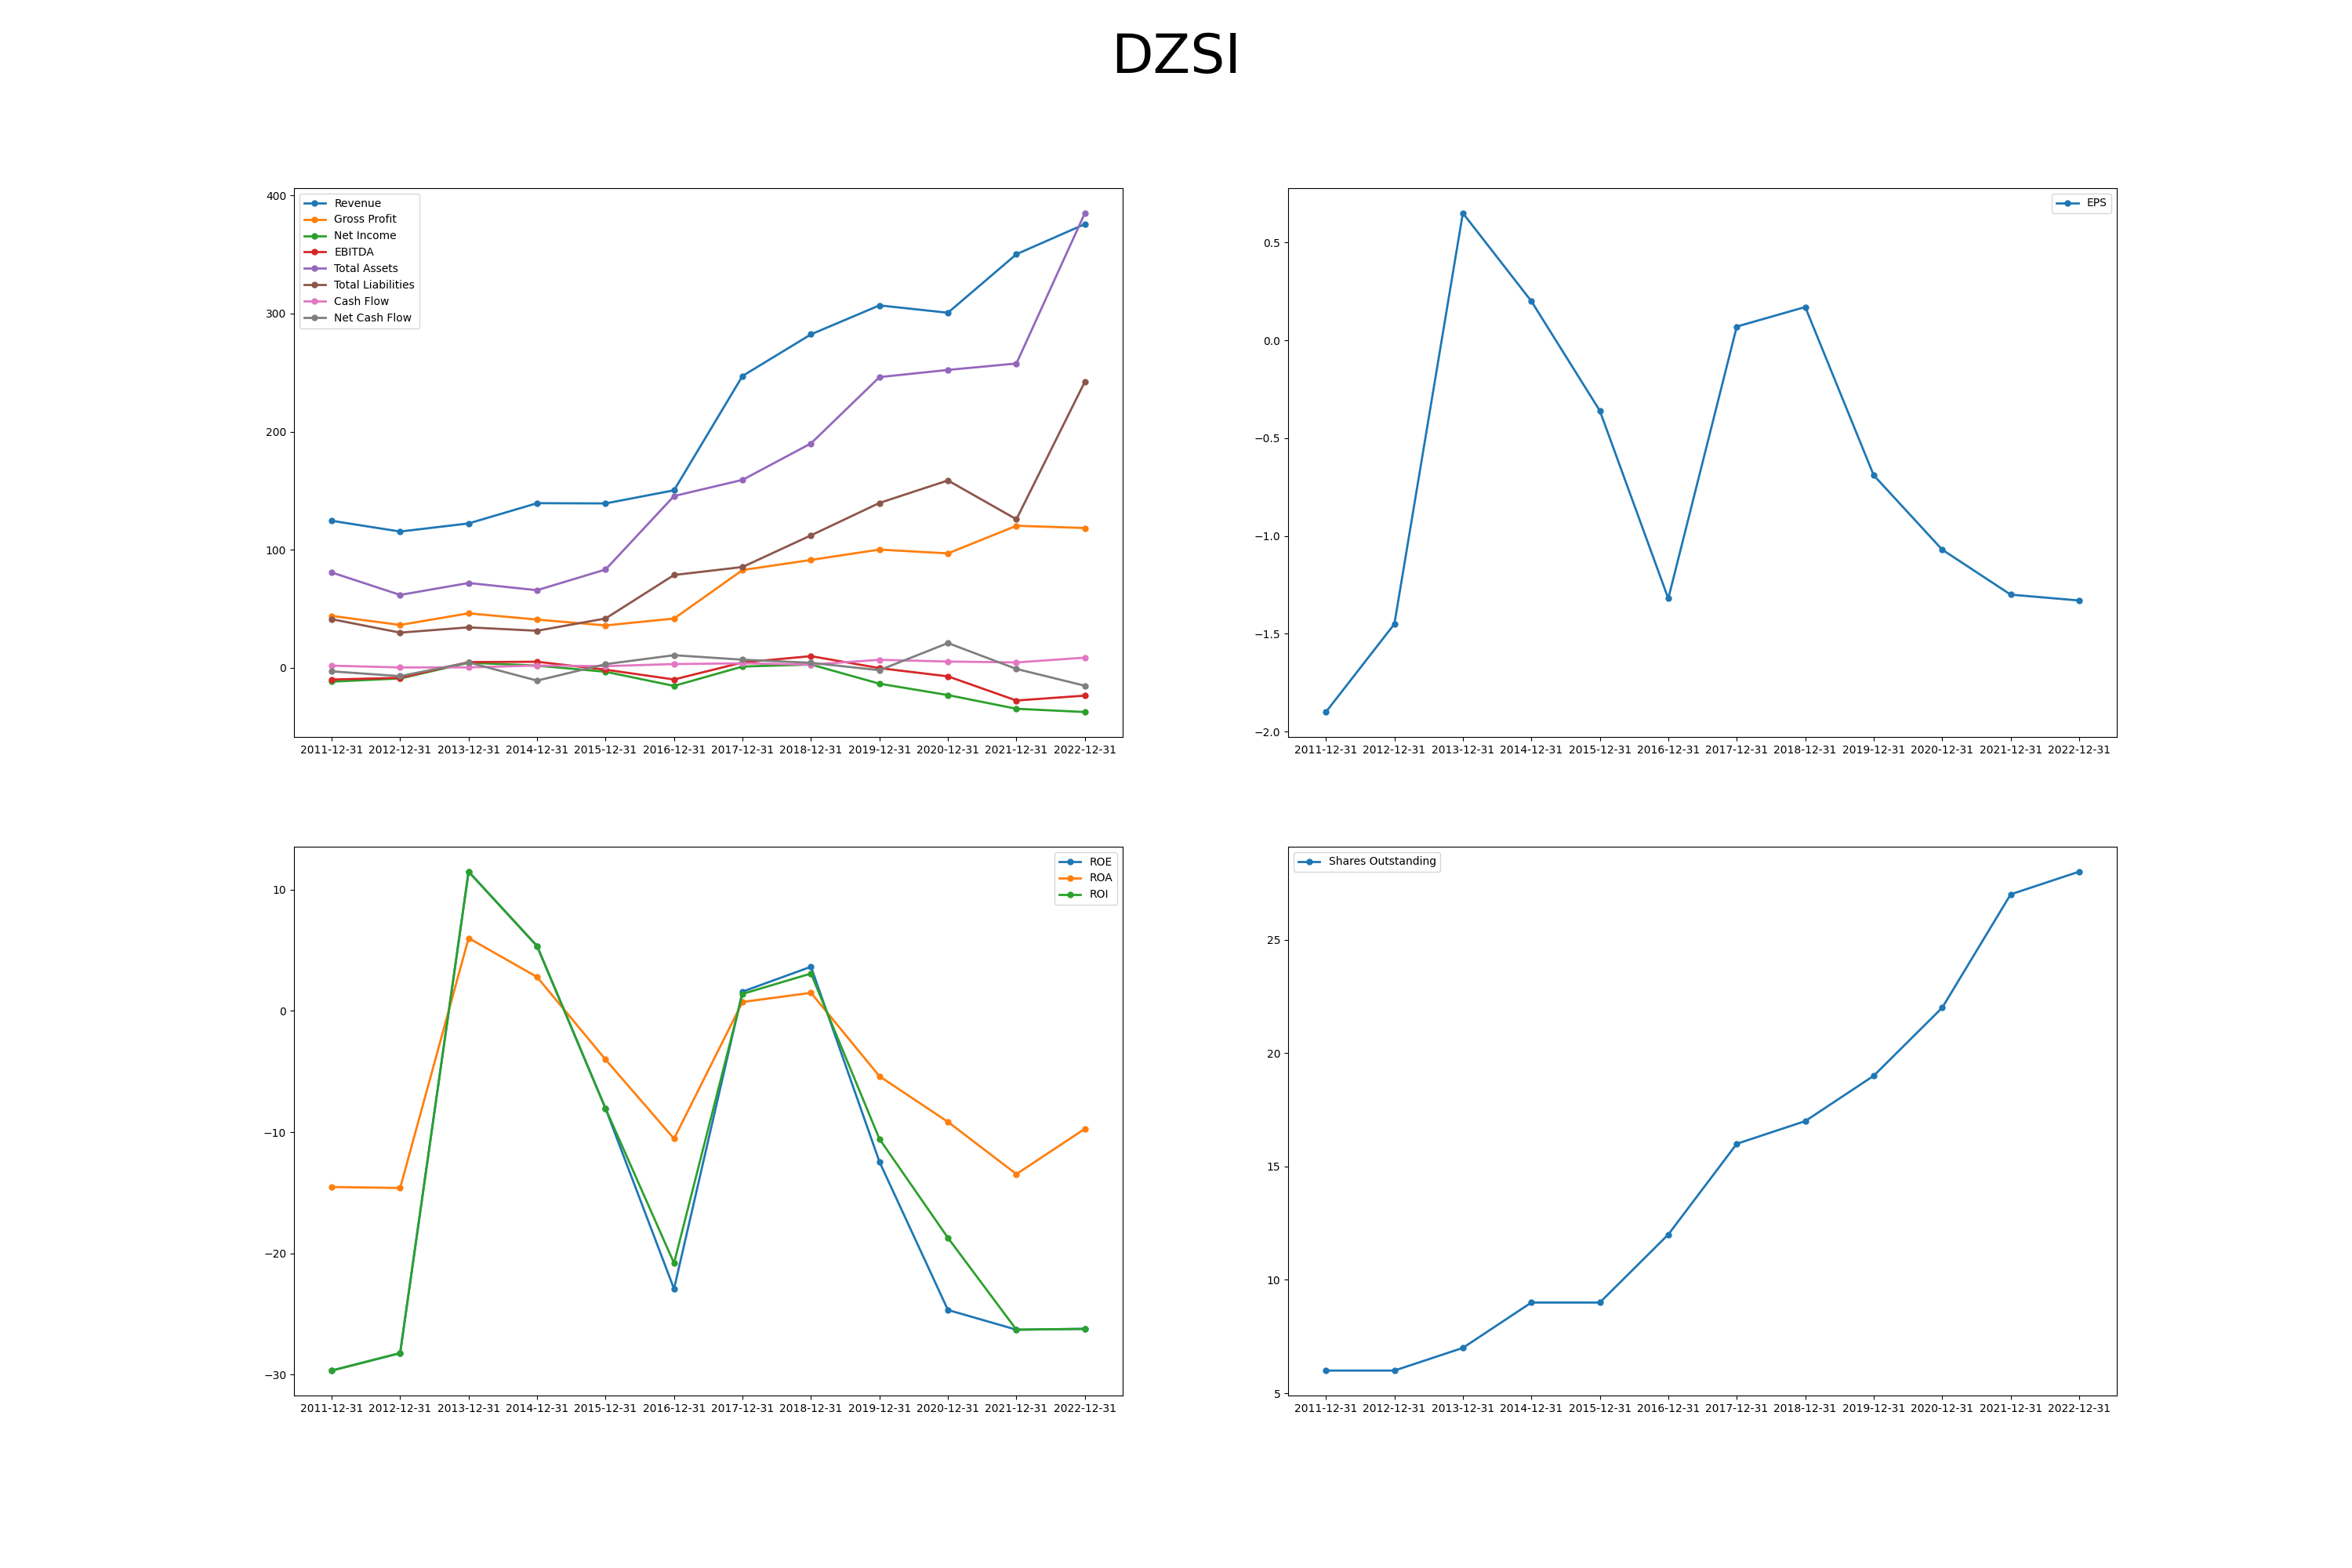 DZSI
400
300
200
100
0
Revenue
Gross Profit
Net Income
EBITDA
Total Assets
Total Liabilities
Cash Flow
Net Cash Flow
2011-12-31 2012-12-31 2013-12-31 2014-12-31 2015-12-31 2016-12-31 2017-12-31 2018-12-31 2019-12-31 2020-12-31 2021-12-31 2022-12-31
EPS
0.5
0.0
−0.5
−1.0
−1.5
−2.0
2011-12-31 2012-12-31 2013-12-31 2014-12-31 2015-12-31 2016-12-31 2017-12-31 2018-12-31 2019-12-31 2020-12-31 2021-12-31 2022-12-31
ROE
ROA
ROI
10
0
−10
−20
−30
2011-12-31 2012-12-31 2013-12-31 2014-12-31 2015-12-31 2016-12-31 2017-12-31 2018-12-31 2019-12-31 2020-12-31 2021-12-31 2022-12-31
Shares Outstanding
25
20
15
10
5
2011-12-31 2012-12-31 2013-12-31 2014-12-31 2015-12-31 2016-12-31 2017-12-31 2018-12-31 2019-12-31 2020-12-31 2021-12-31 2022-12-31